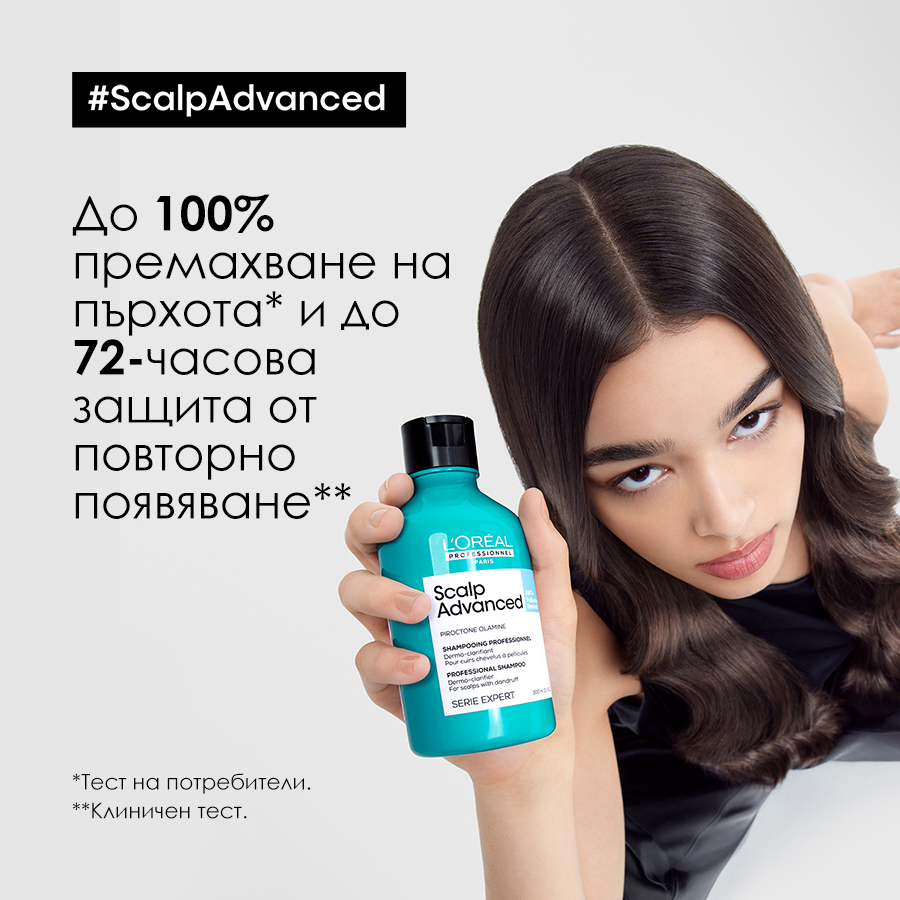 #ScalpAdvanced
До 100%
премахване на
пърхота* и до
72-часова
защита от
повторно
появяване**
L'ORÉAL
PROFESSIONNEL
PARIS
Scalp
Advanced
PIROCTONE OLAMINE
SHAMPOOING PROFESSIONNEL
Dermo-clarifiant
Pour cuirs chevelus à pellicules
PROFESSIONAL SHAMPOO
Dermo-clarifier
For scalps with dandruff
SERIE EXPERT
*Тест на потребители.
**Клиничен тест.